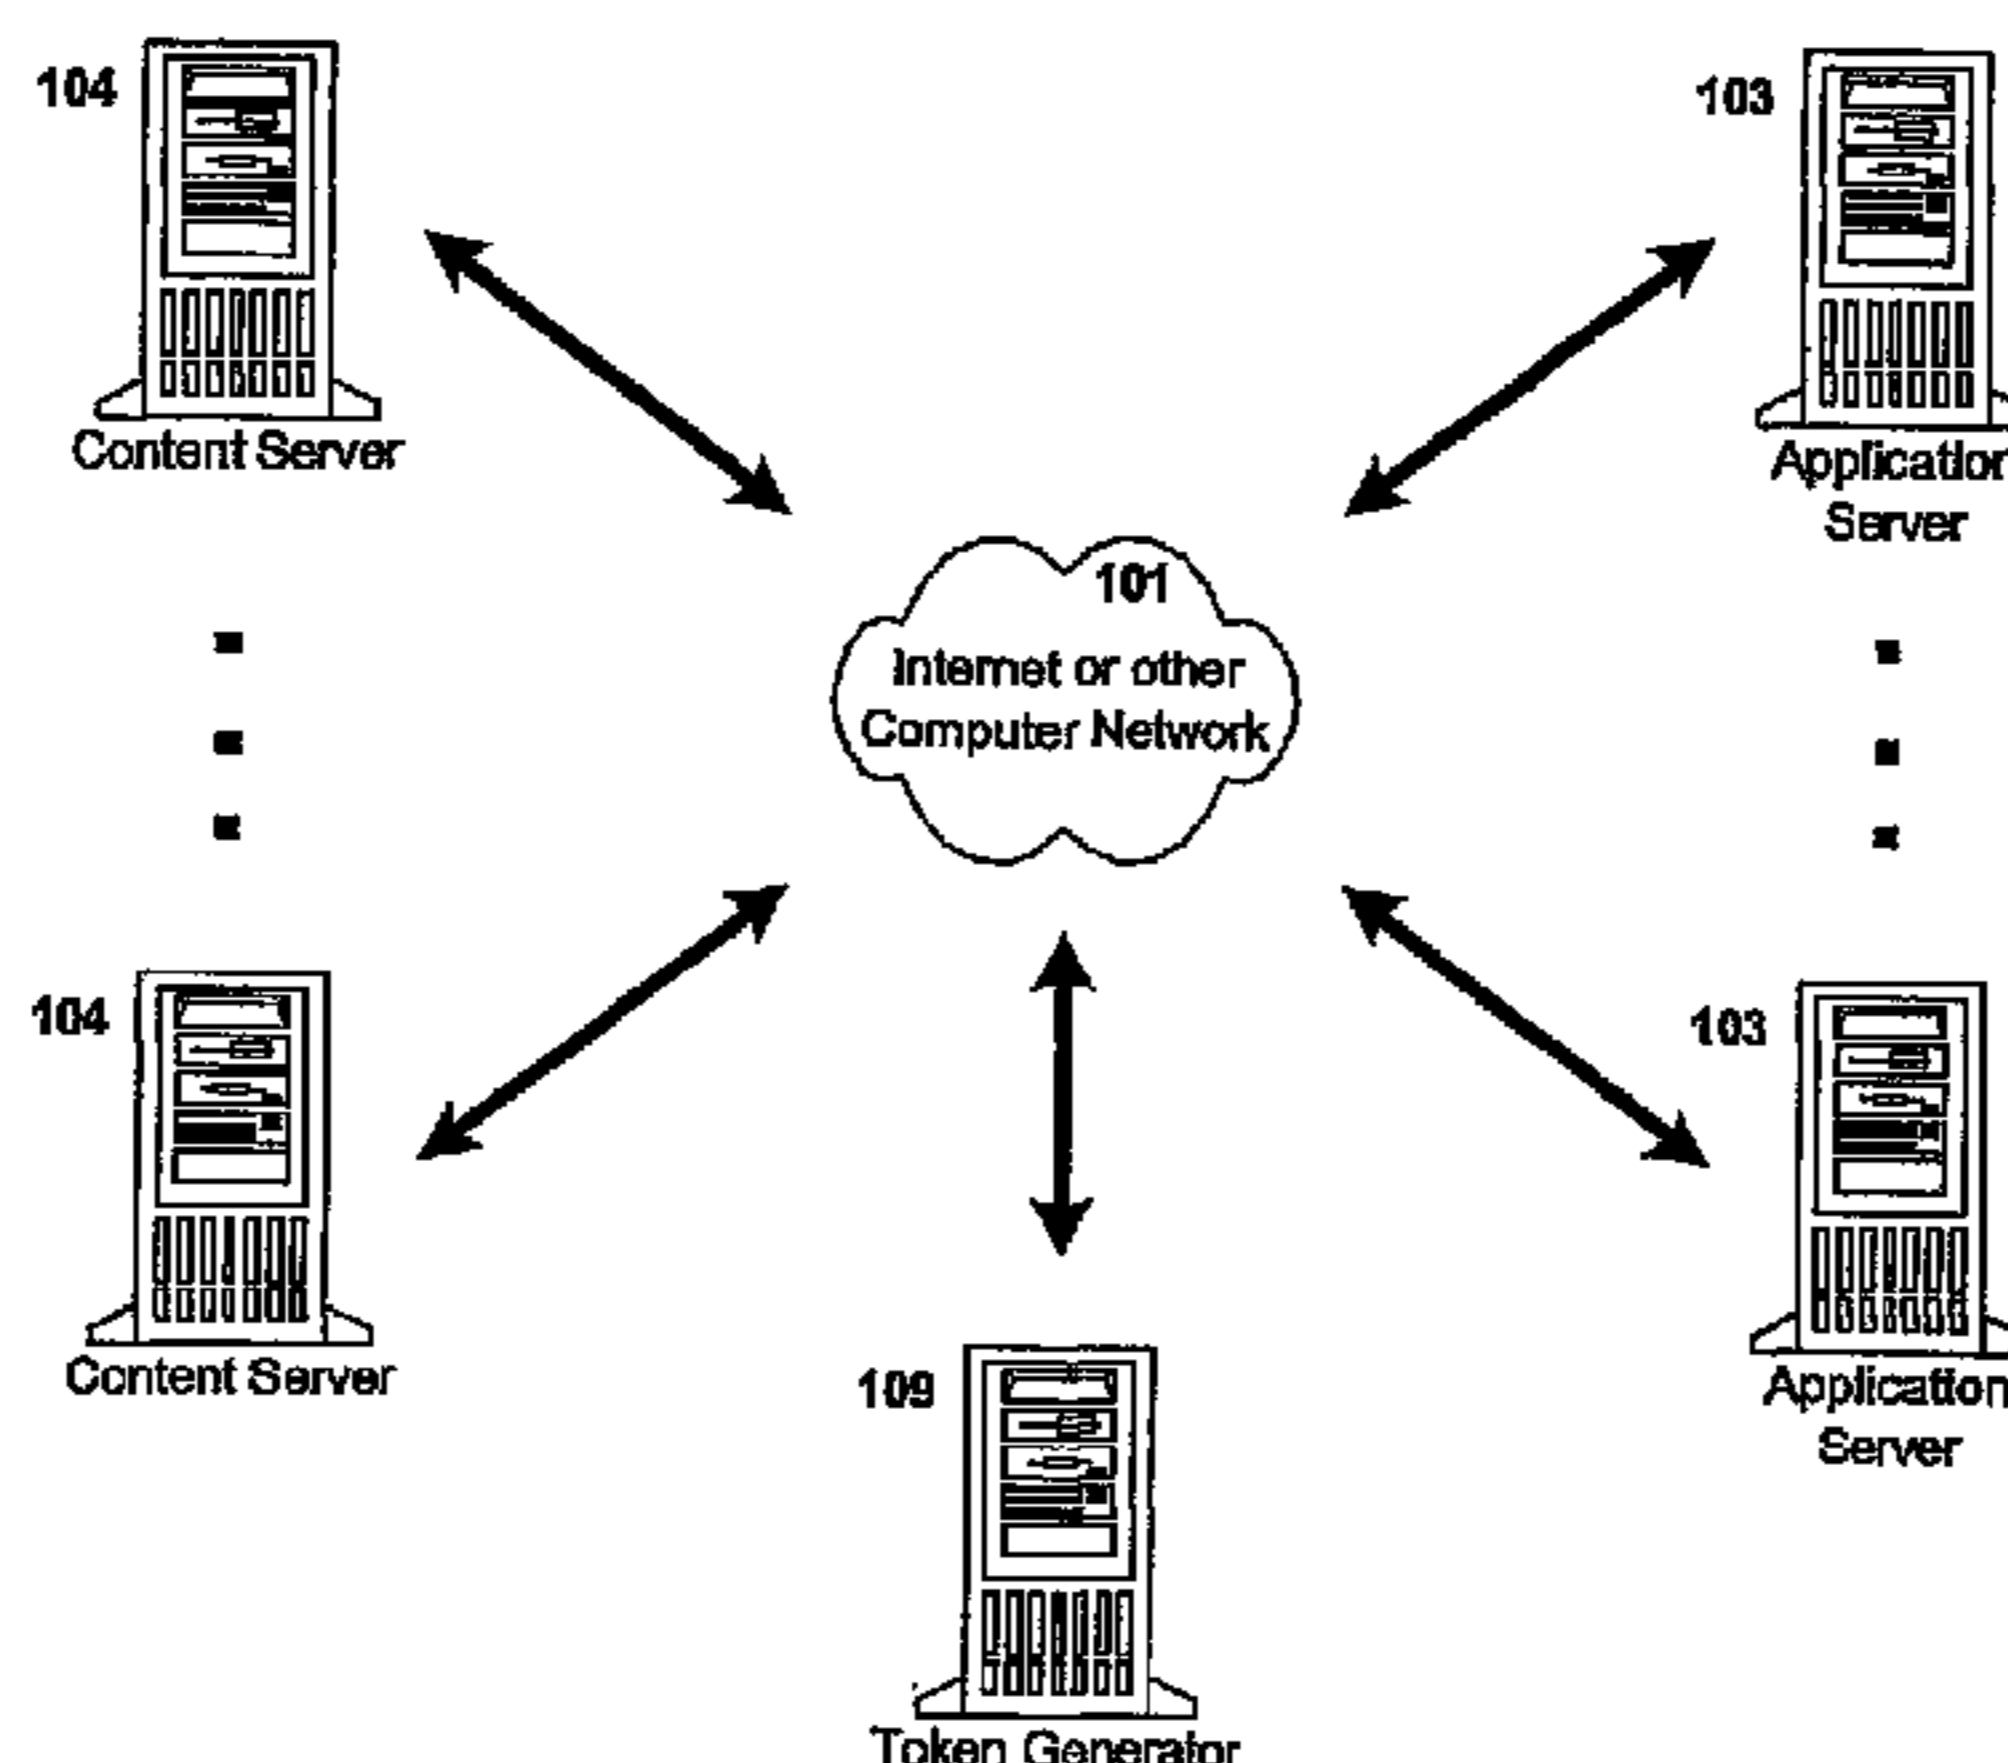 104
103
Content Server
Application
Server
101
Internet or other
Computer Network
104
103
Content Server
109
Application
Server
Token Generator